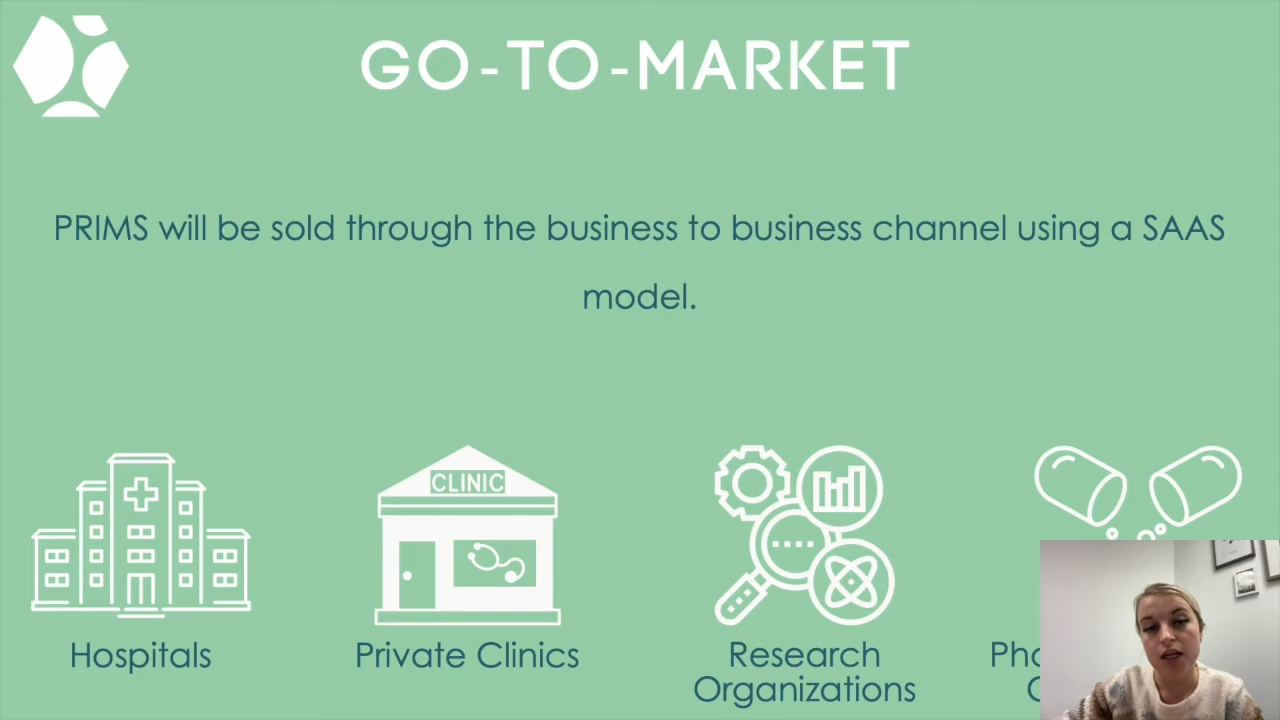 GO-TO-MARKET
PRIMS will be sold through the business to business channel using a SAAS
model.
CLINIC
Hospitals
Private Clinics
Research
Organizations